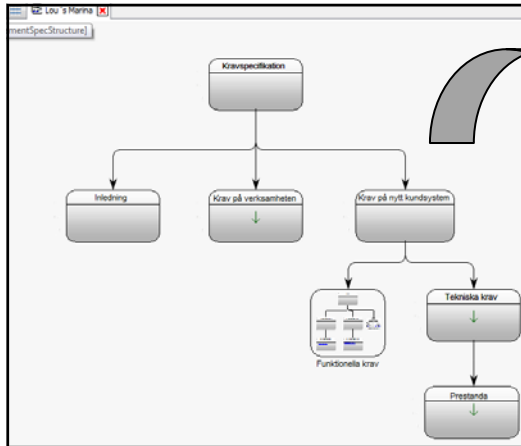 Lou´s Marina
mentSpecStructure]
Kravspecifikation
Inledning
Krav på verksamheten
Krav på nytt kundsystem
Funktionella krav
Tekniska krav
Prestanda